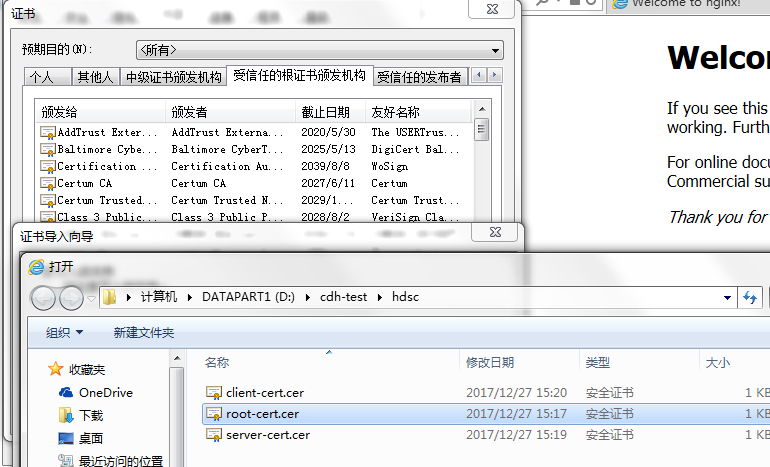 证书
Welcome to nginx!
预期目的(N):
<所有>
个人
其他人
中级证书颁发机构
受信任的根证书颁发机构
受信任的发布者
颁发给 颁发者 截止日期 友好名称
AddTrust Exter... AddTrust Externa... 2020/5/30 The USERTrus...
Baltimore Cybe... Baltimore CyberT... 2025/5/13 DigiCert Bal...
Certification ... Certification Au... 2039/8/8 WoSign
Certum CA Certum CA 2027/6/11 Certum
Certum Trusted... Certum Trusted N... 2029/1... Certum Trust...
Class 3 Public... Class 3 Public P... 2028/8/2 VeriSign Cla...
Welco
If you see this
working. Furth
For online docu
Commercial su
Thank you for
证书导入向导
打开
计算机 DATAPART1 (D:) cdh-test hdsc
组织 新建文件夹
收藏夹
OneDrive
下载
桌面
最近访问的位置
名称 修改日期 类型 大小
client-cert.cer 2017/12/27 15:20 安全证书 1 KB
root-cert.cer 2017/12/27 15:17 安全证书 1 KB
server-cert.cer 2017/12/27 15:19 安全证书 1 KB